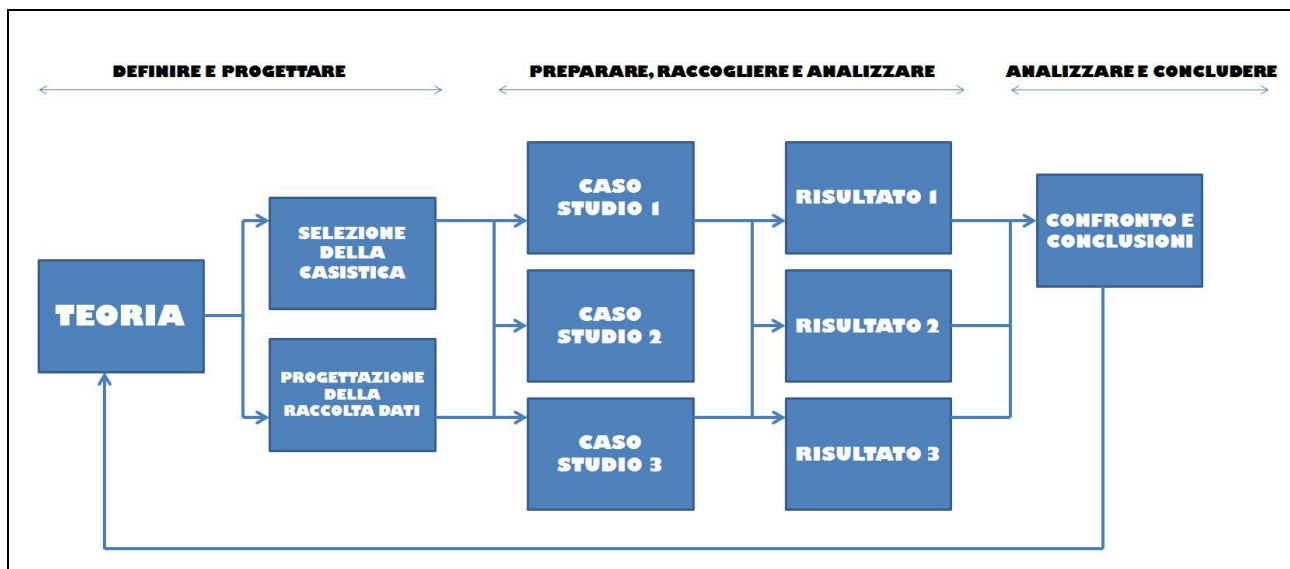 DEFINIRE E PROGETTARE
PREPARARE, RACCOGLIERE E ANALIZZARE
ANALIZZARE E CONCLUDERE
TEORIA
SELEZIONE
DELLA
CASISTICA
PROGETTAZIONE
DELLA
RACCOLTA DATI
CASO
STUDIO 1
CASO
STUDIO 2
CASO
STUDIO 3
RISULTATO 1
RISULTATO 2
RISULTATO 3
CONFRONTO E
CONCLUSIONI